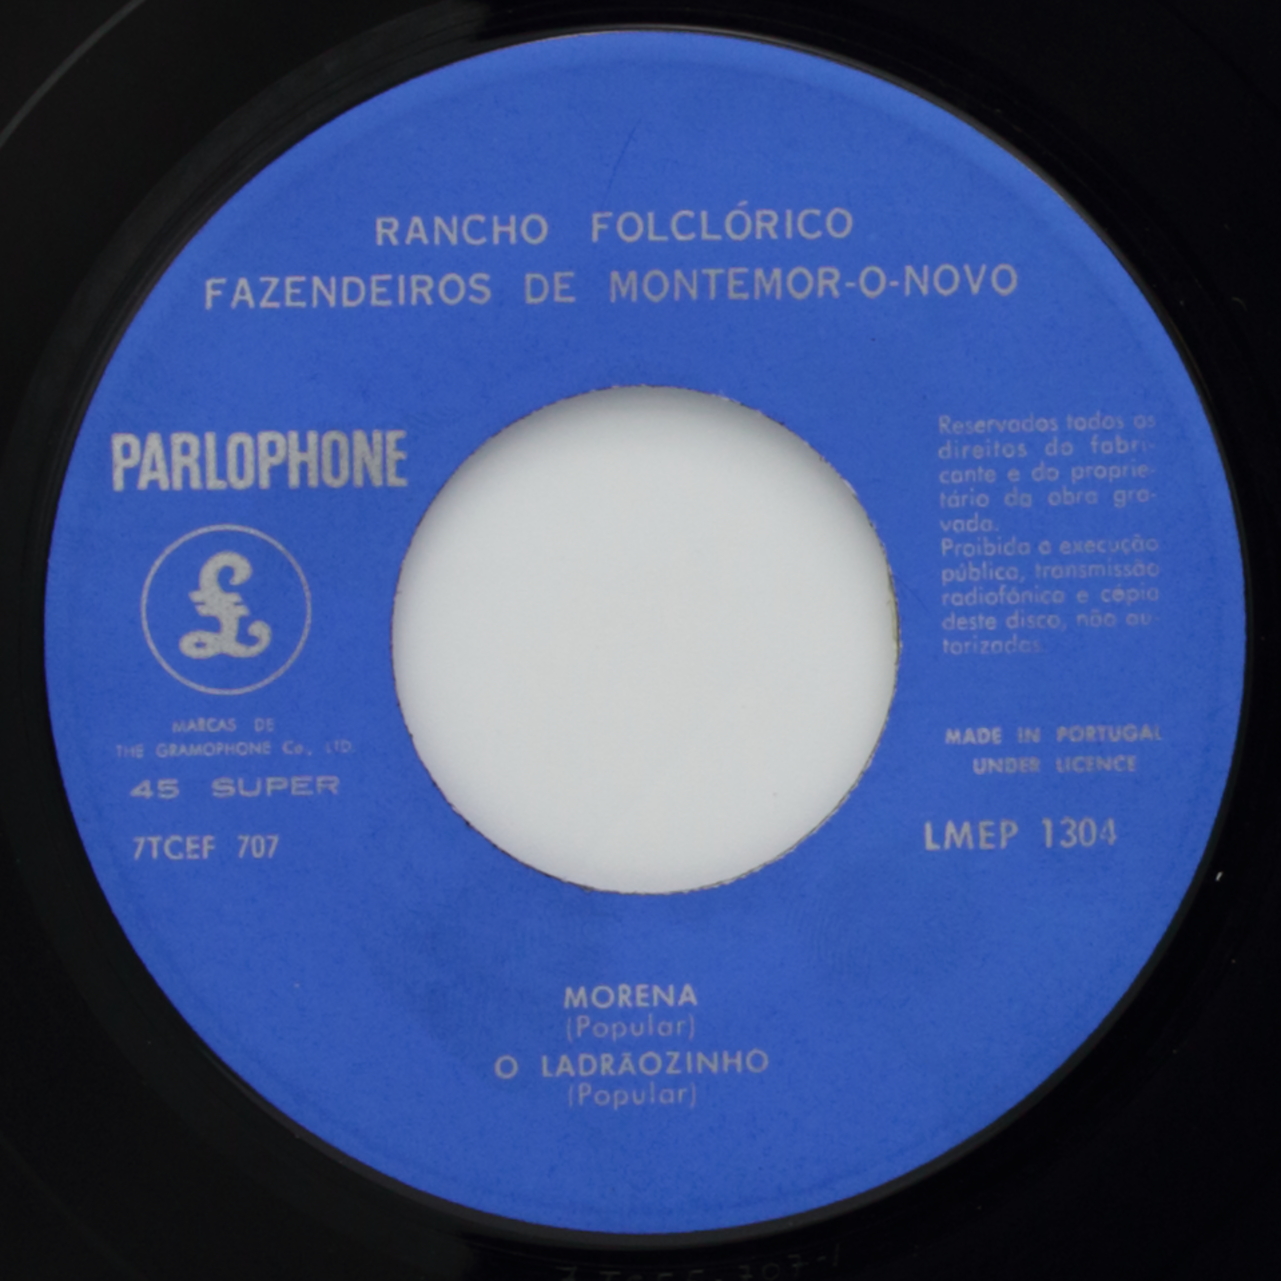 RANCHO FOLCLÓRICO
FAZENDEIROS DE MONTEMOR-O-NOVO
PARLOPHONE
£
MARCAS DE
THE GRAMOPHONE Co., LTD.
45 SUPER
7TCEF 707
Reservados todos os
direitos do fabri-
cante e do proprie-
tário da obra gra-
vada.
Proibida a execução
pública, transmissão
radiofónica e cópia
deste disco, não au-
torizadas.
MADE IN PORTUGAL
UNDER LICENCE
LMEP 1304
MORENA
(Popular)
O LADRÃOZINHO
(Popular)